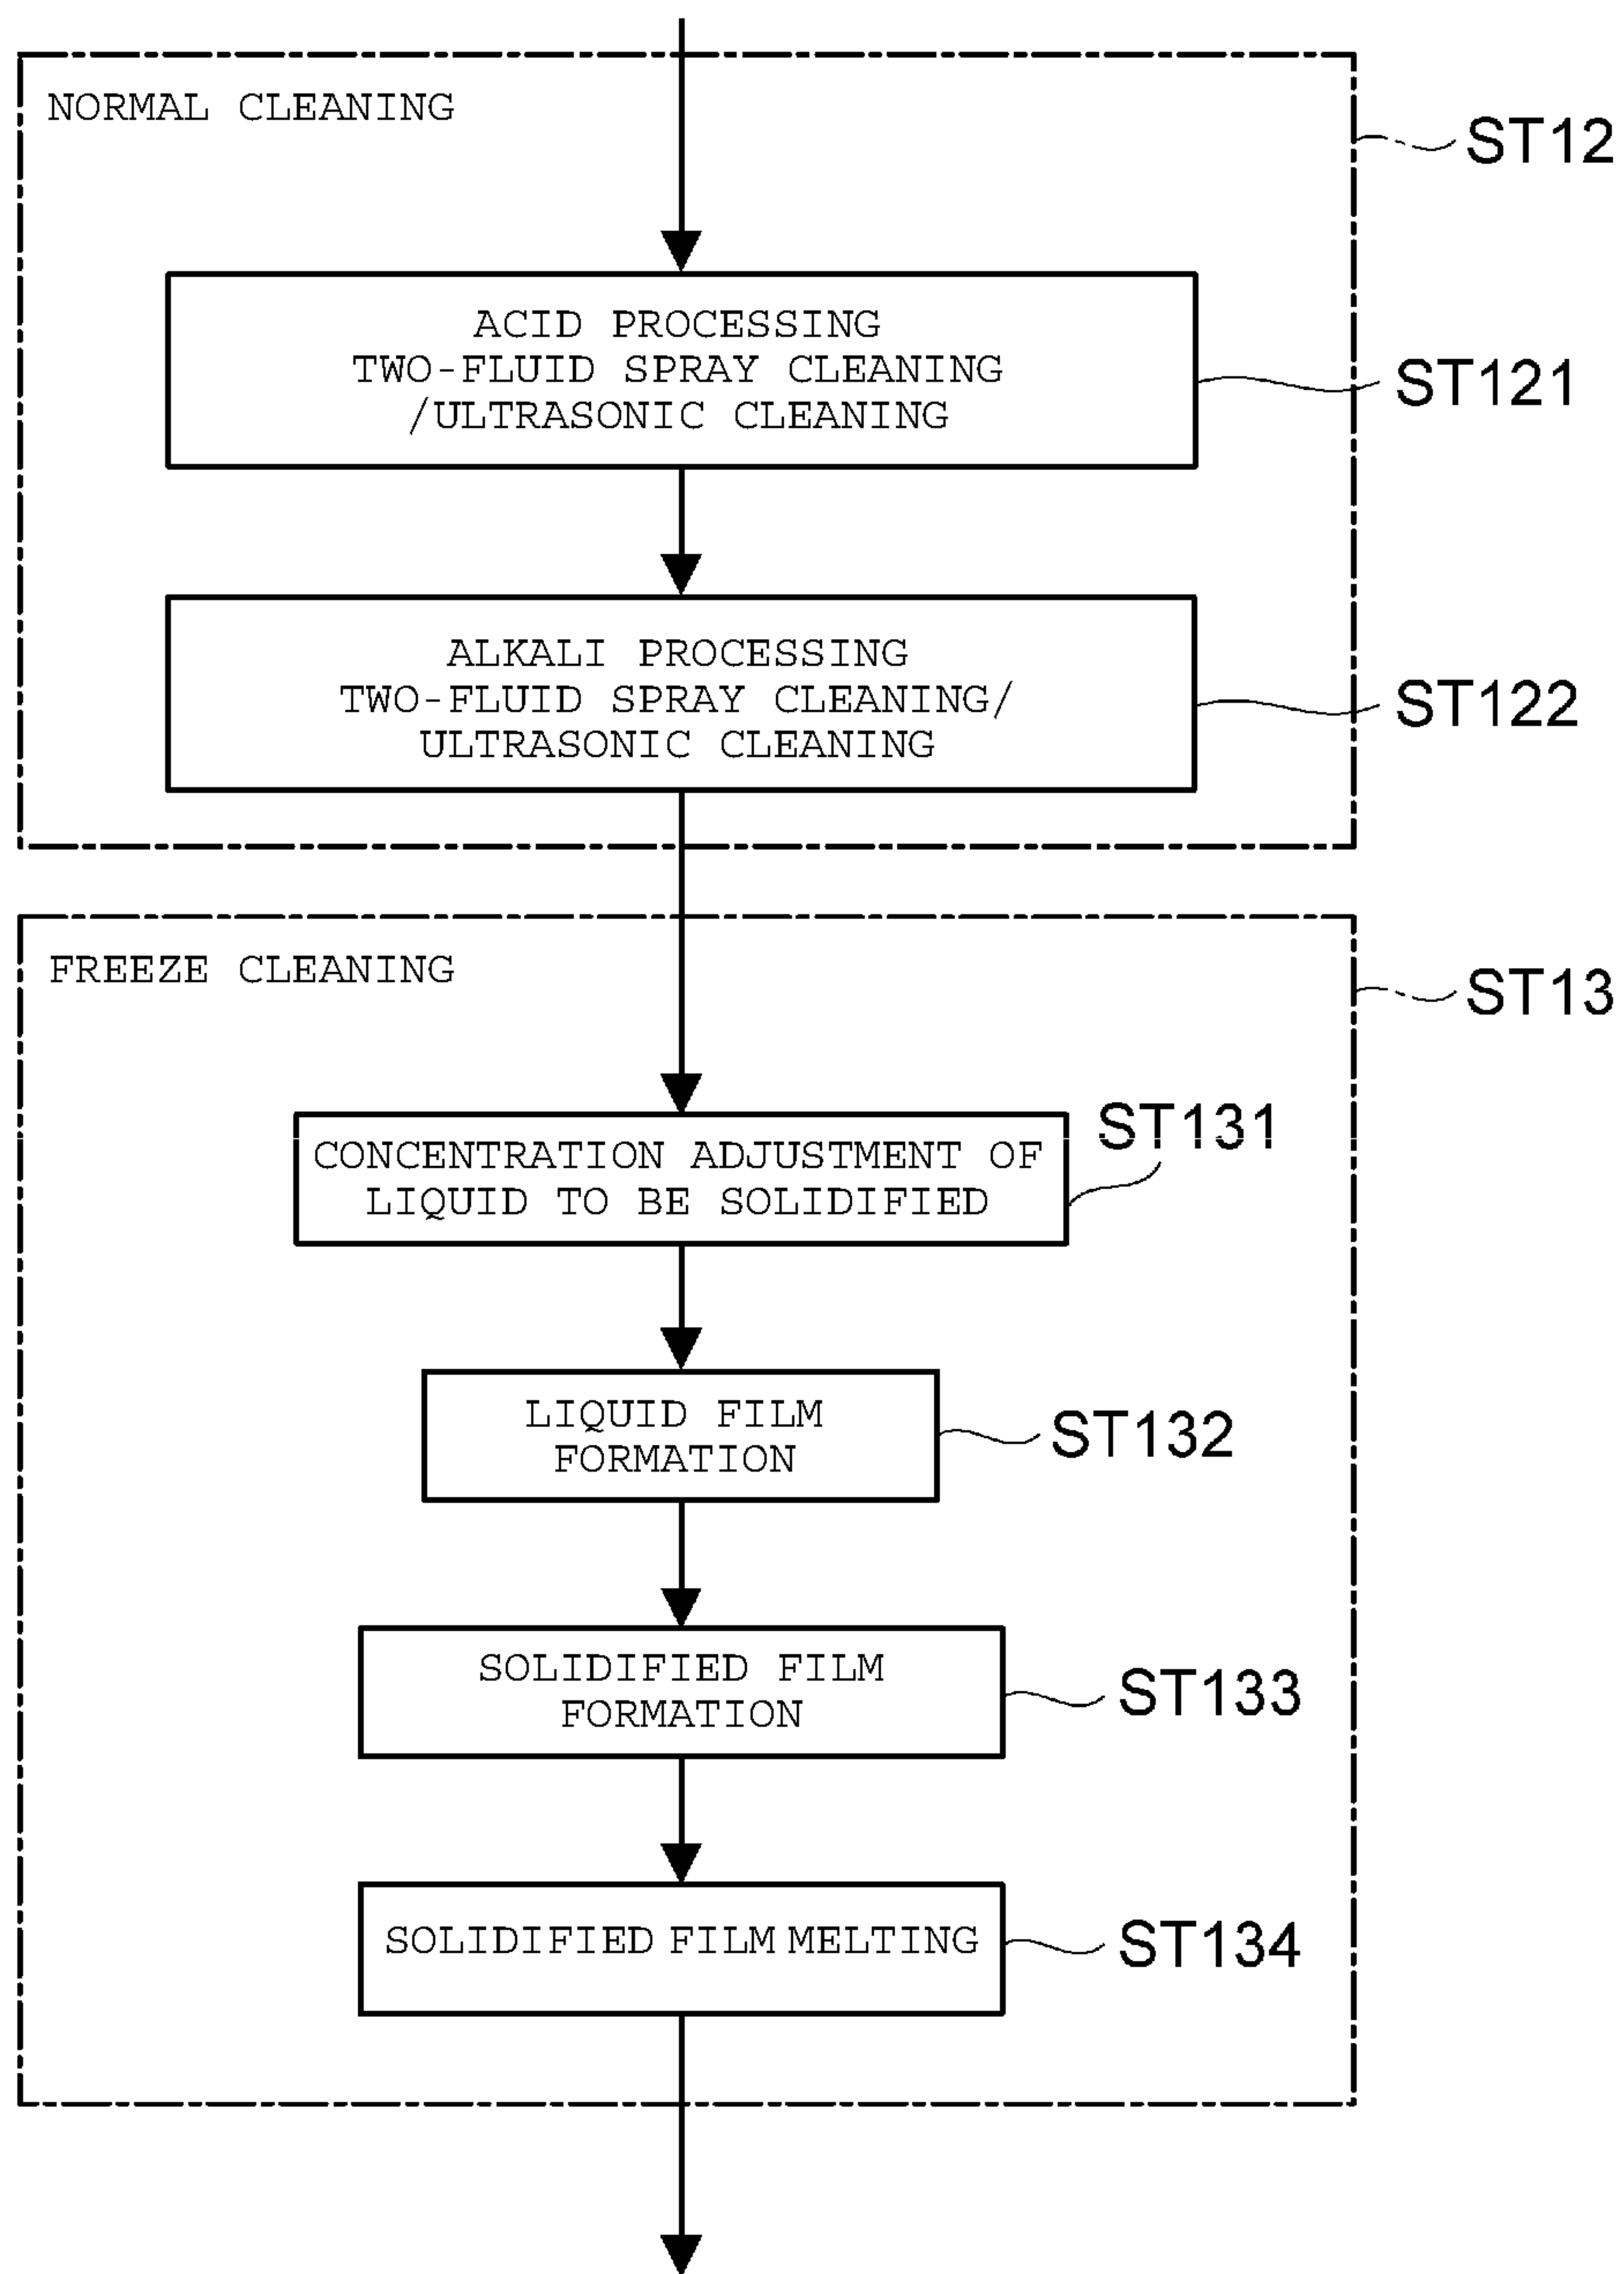 NORMAL CLEANING
ST12
ACID PROCESSING
TWO-FLUID SPRAY CLEANING
/ULTRASONIC CLEANING
ST121
ALKALI PROCESSING
TWO-FLUID SPRAY CLEANING/
ULTRASONIC CLEANING
ST122
FREEZE CLEANING
ST13
CONCENTRATION ADJUSTMENT OF
LIQUID TO BE SOLIDIFIED
ST131
LIQUID FILM
FORMATION
ST132
SOLIDIFIED FILM
FORMATION
ST133
SOLIDIFIED FILM MELTING
ST134